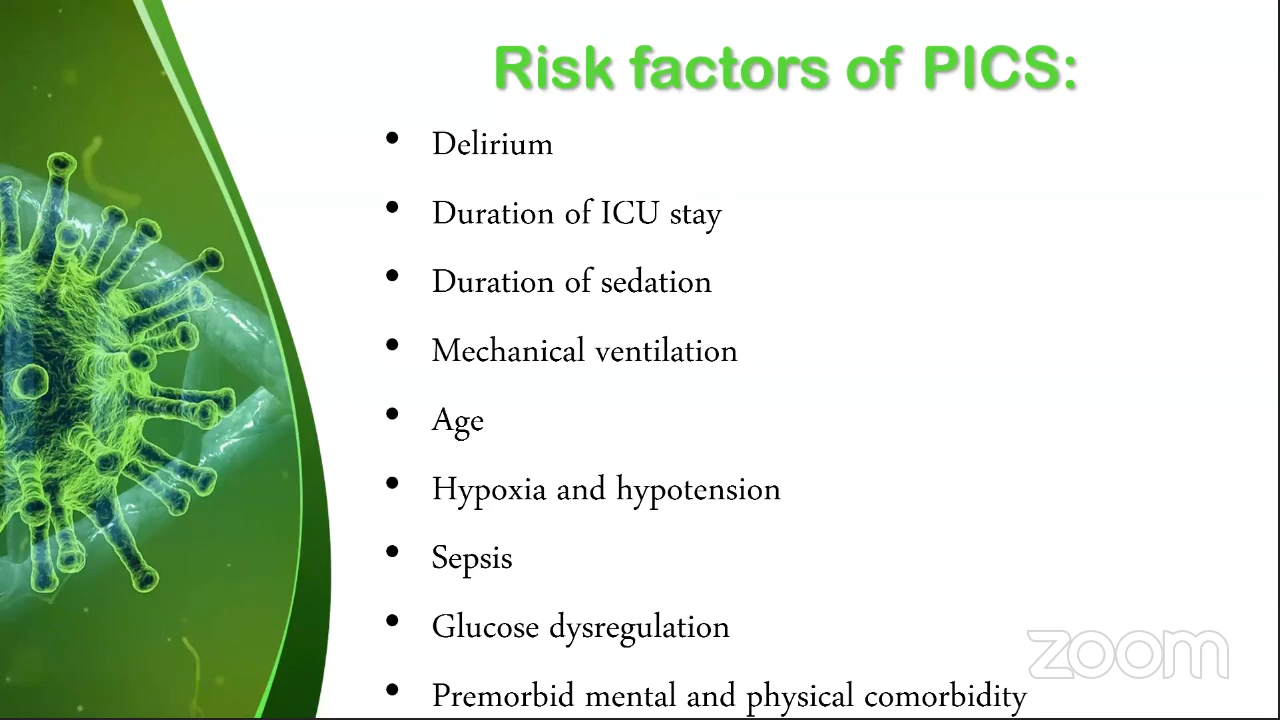 Risk factors of PICS:
• Delirium
• Duration of ICU stay
• Duration of sedation
• Mechanical ventilation
• Age
• Hypoxia and hypotension
• Sepsis
• Glucose dysregulation
zoom
• Premorbid mental and physical comorbidity